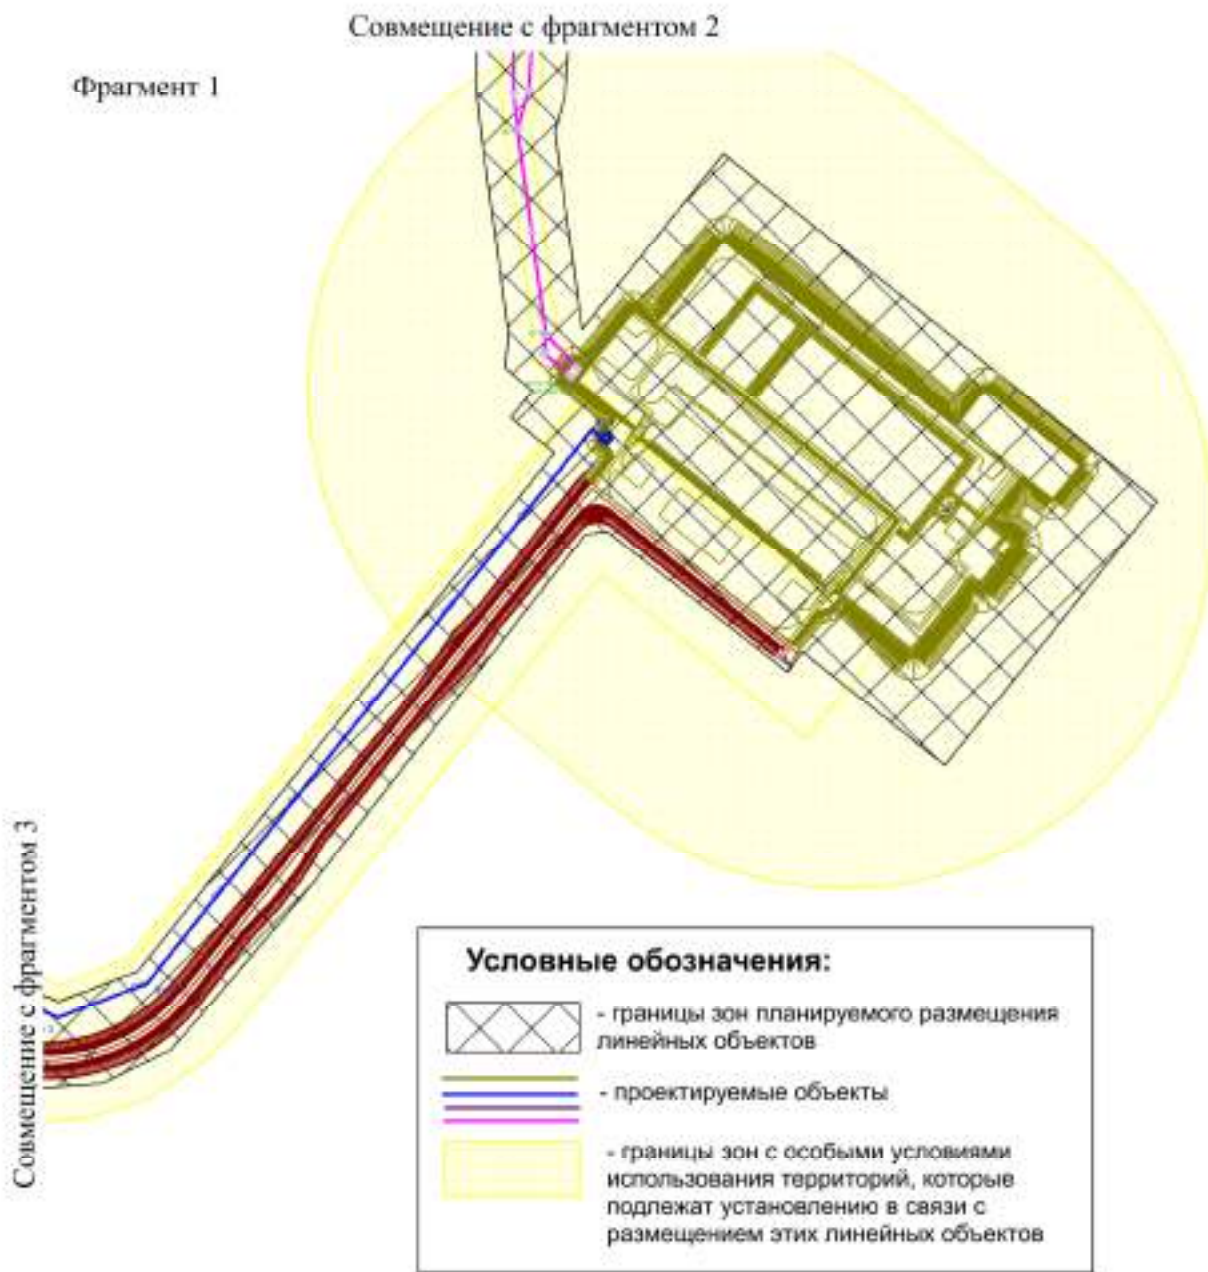 Совмещение с фрагментом 2
Фрагмент 1
Совмещение с фрагментом 3
Условные обозначения:
- границы зон планируемого размещения
линейных объектов
- проектируемые объекты
- границы зон с особыми условиями
использования территорий, которые
подлежат установлению в связи с
размещением этих линейных объектов